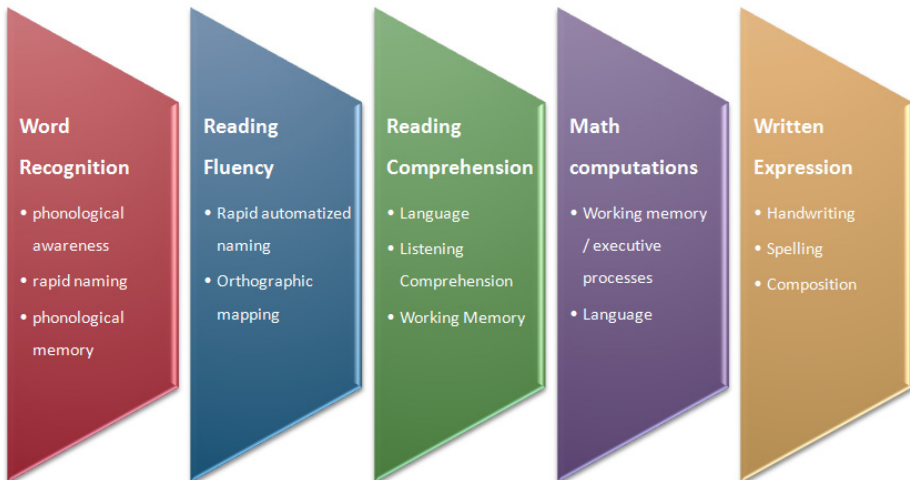 Word
Recognition
• phonological
awareness
• rapid naming
• phonological
memory
Reading
Fluency
• Rapid automatized
naming
• Orthographic
mapping
Reading
Comprehension
• Language
• Listening
Comprehension
• Working Memory
Math
computations
• Working memory
/ executive
processes
• Language
Written
Expression
• Handwriting
• Spelling
• Composition